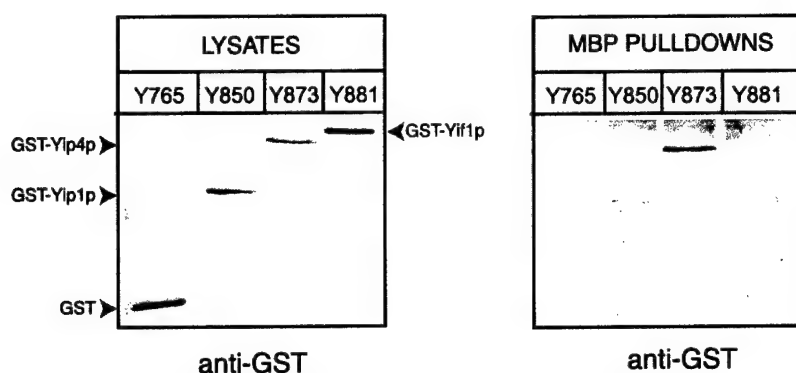 LYSATES
Y765 Y850 Y873 Y881
GST-Yip4p
GST-Yif1p
GST-Yip1p
GST
anti-GST
MBP PULLDOWNS
Y765 Y850 Y873 Y881
anti-GST